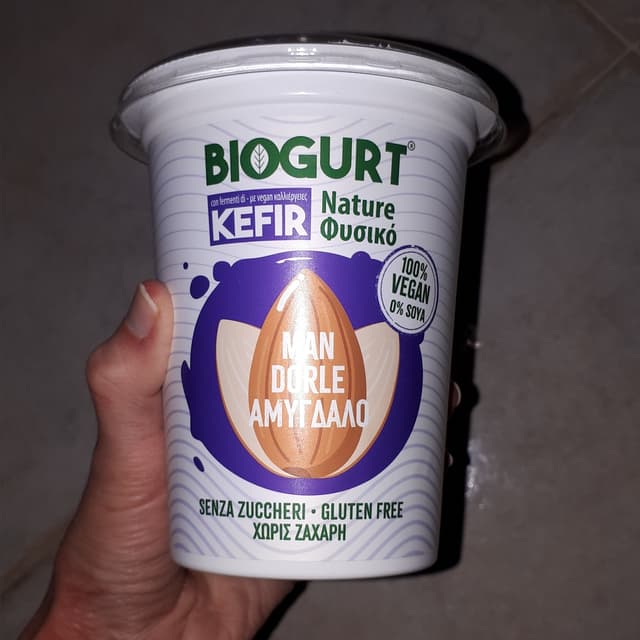 BIOGURT®
con fermenti di - με vegan καλλιέργειες
KEFIR
Nature
Φυσικό
100%
VEGAN
0% SOYA
MAN
DORLE
ΑΜΥΓΔΑΛΟ
SENZA ZUCCHERI • GLUTEN FREE
ΧΩΡΙΣ ΖΑΧΑΡΗ